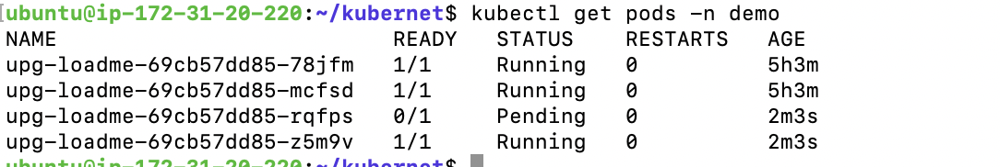 ubuntu@ip-172-31-20-220:~/kubernet$ kubectl get pods -n demo
NAME READY STATUS RESTARTS AGE
upg-loadme-69cb57dd85-78jfm 1/1 Running 0 5h3m
upg-loadme-69cb57dd85-mcfsd 1/1 Running 0 5h3m
upg-loadme-69cb57dd85-rqfps 0/1 Pending 0 2m3s
upg-loadme-69cb57dd85-z5m9v 1/1 Running 0 2m3s
ubuntu@ip-172-31-20-220:~/kubernet$